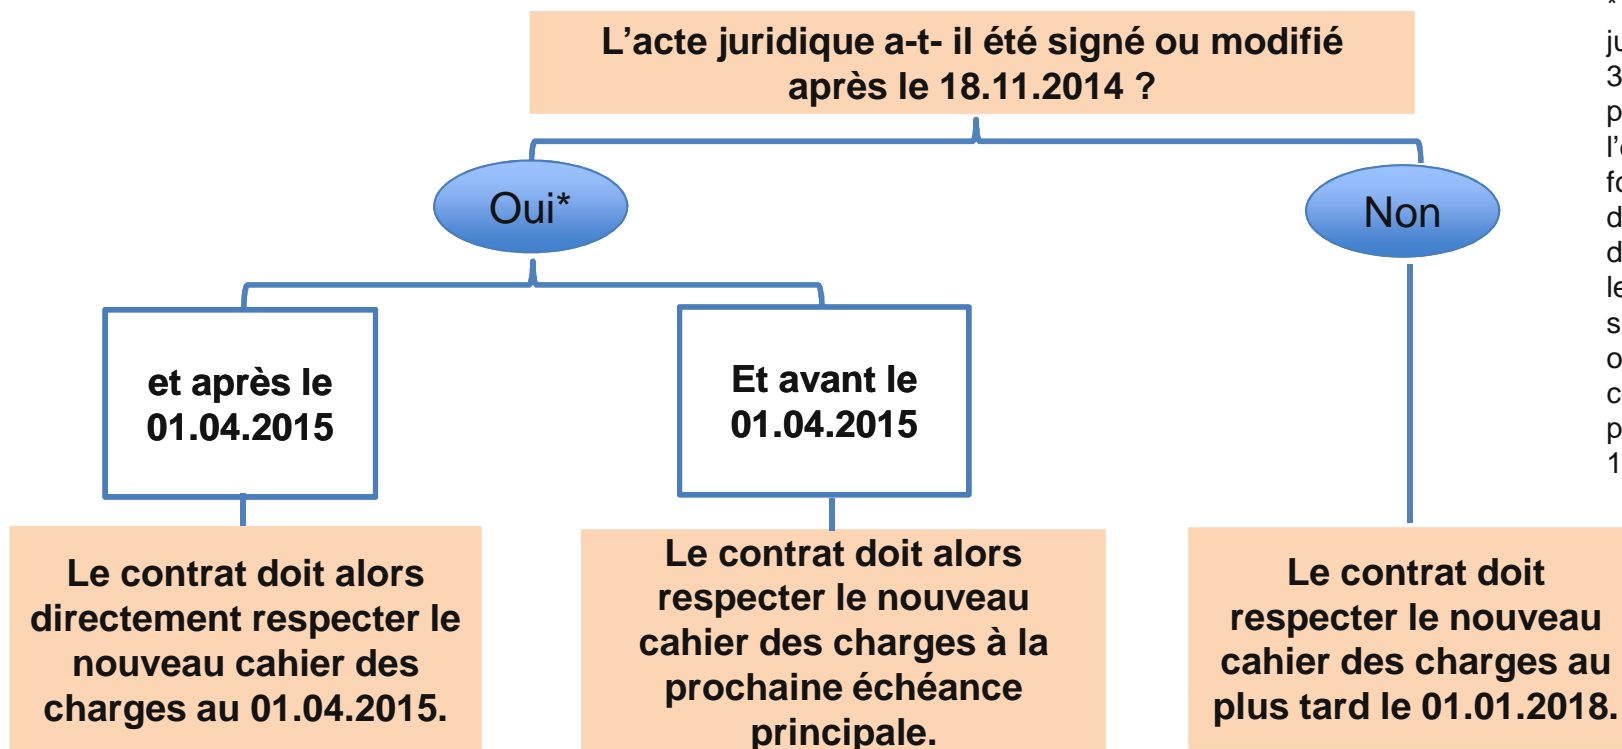 L’acte juridique a-t- il été signé ou modifié
après le 18.11.2014 ?
Oui*
Non
et après le
01.04.2015
Et avant le
01.04.2015
Le contrat doit alors
directement respecter le
nouveau cahier des
charges au 01.04.2015.
Le contrat doit alors
respecter le nouveau
cahier des charges à la
prochaine échéance
principale.
Le contrat doit
respecter le nouveau
cahier des charges au
plus tard le 01.01.2018.